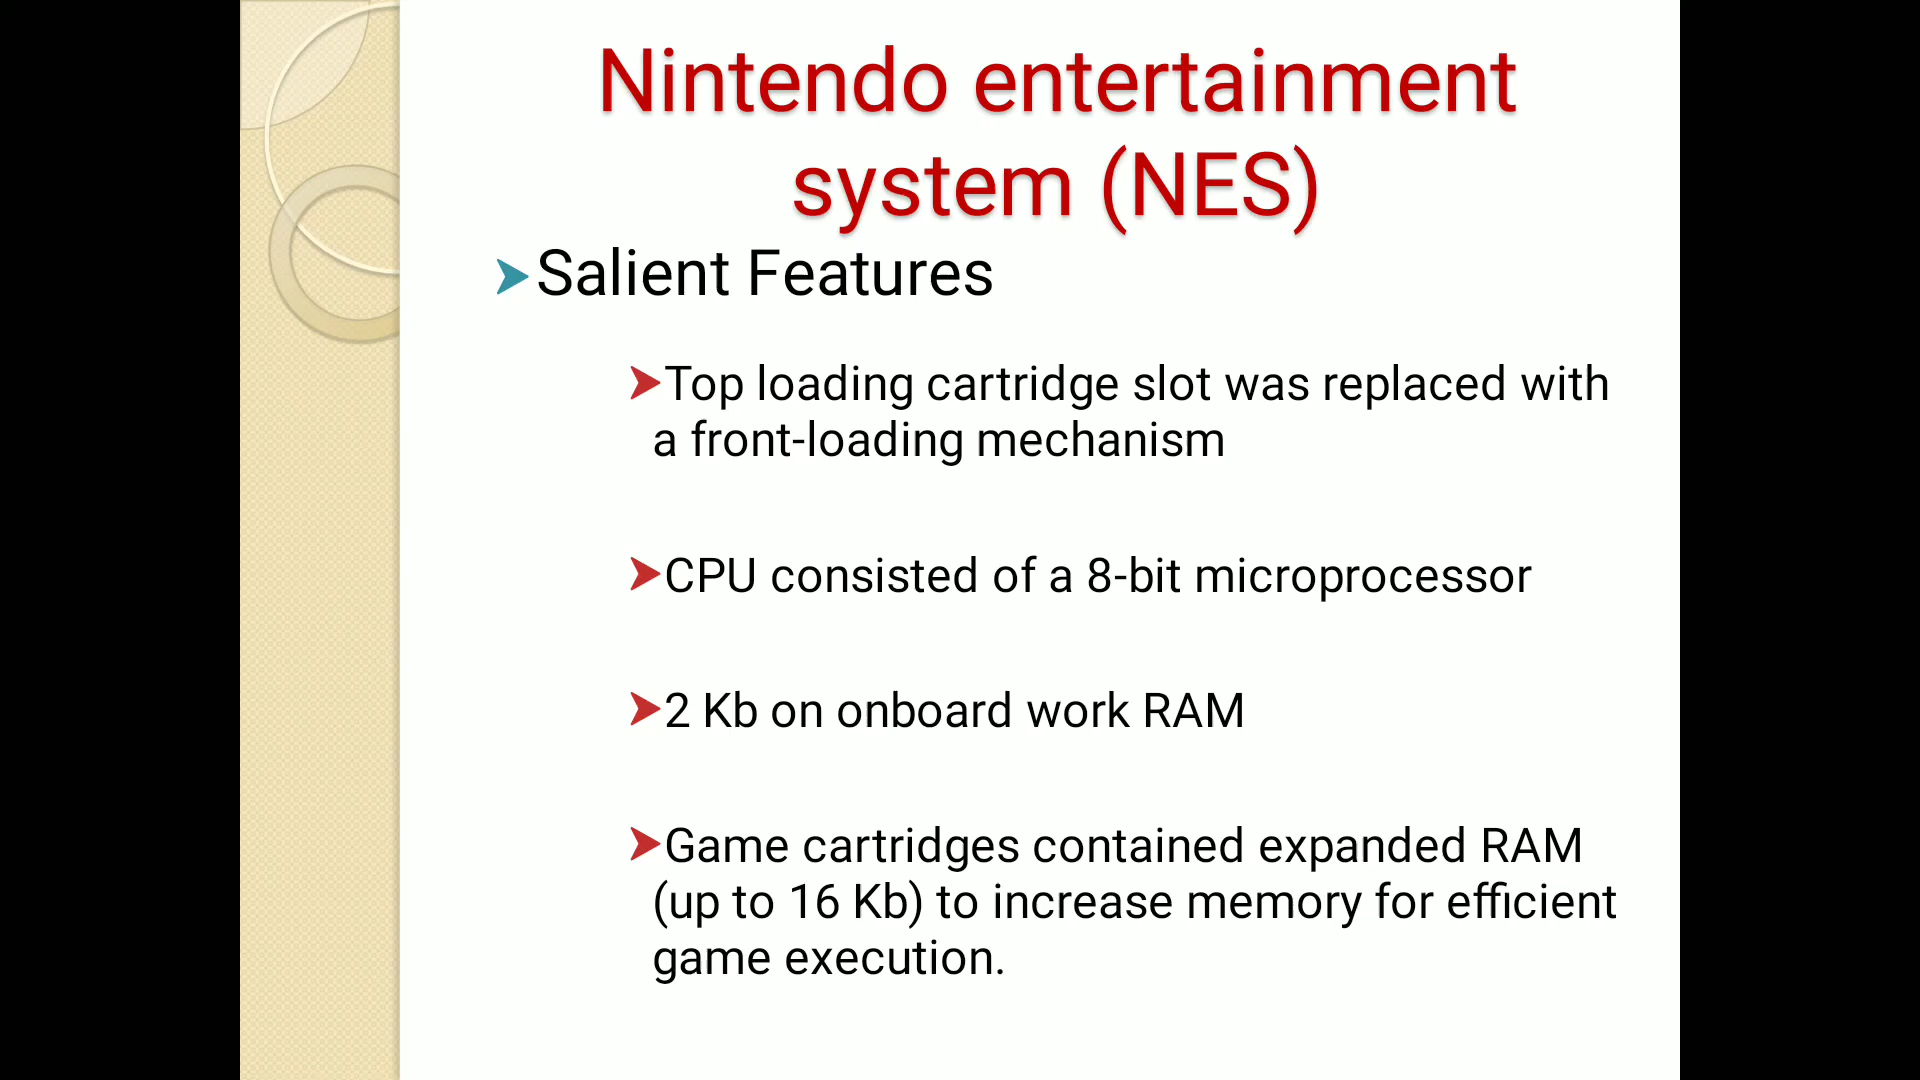 Nintendo entertainment
system (NES)
Salient Features
Top loading cartridge slot was replaced with
a front-loading mechanism
CPU consisted of a 8-bit microprocessor
2 Kb on onboard work RAM
Game cartridges contained expanded RAM
(up to 16 Kb) to increase memory for efficient
game execution.